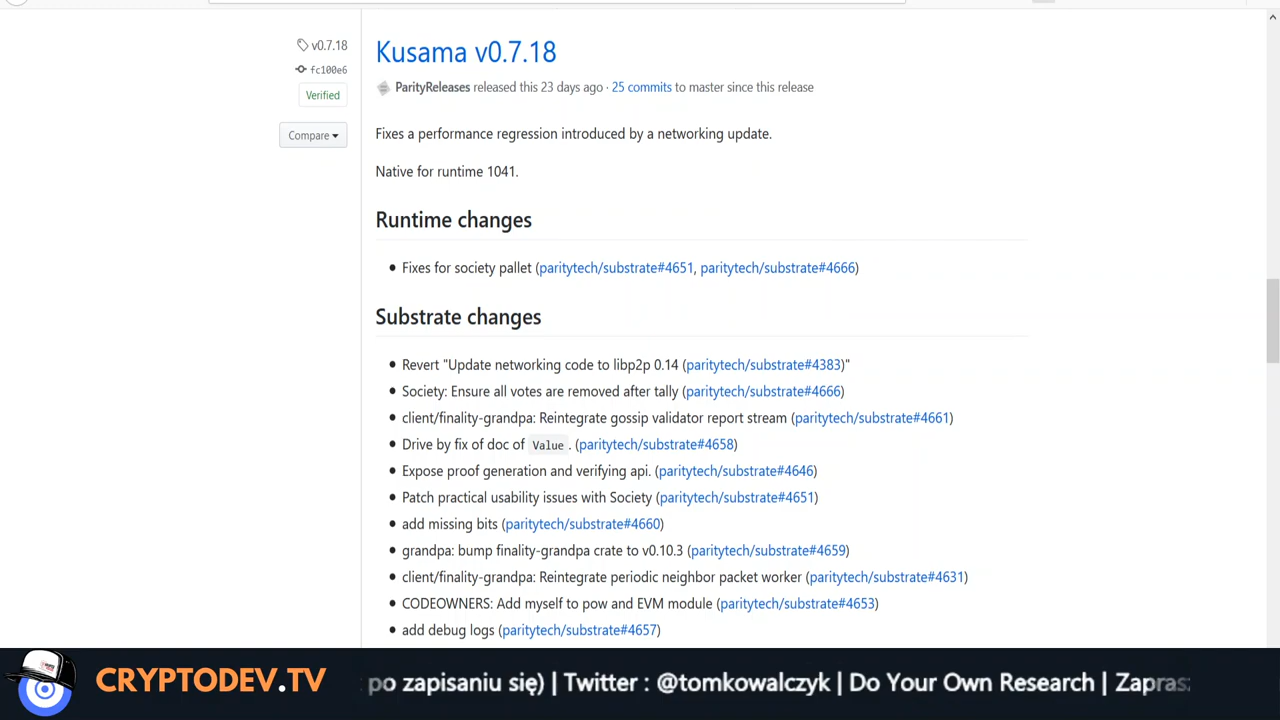 v0.7.18
fc100e6
Verified
Compare
Kusama v0.7.18
ParityReleases released this 23 days ago · 25 commits to master since this release
Fixes a performance regression introduced by a networking update.
Native for runtime 1041.
Runtime changes
• Fixes for society pallet (paritytech/substrate#4651, paritytech/substrate#4666)
Substrate changes
• Revert "Update networking code to libp2p 0.14 (paritytech/substrate#4383)"
• Society: Ensure all votes are removed after tally (paritytech/substrate#4666)
• client/finality-grandpa: Reintegrate gossip validator report stream (paritytech/substrate#4661)
• Drive by fix of doc of Value . (paritytech/substrate#4658)
• Expose proof generation and verifying api. (paritytech/substrate#4646)
• Patch practical usability issues with Society (paritytech/substrate#4651)
• add missing bits (paritytech/substrate#4660)
• grandpa: bump finality-grandpa crate to v0.10.3 (paritytech/substrate#4659)
• client/finality-grandpa: Reintegrate periodic neighbor packet worker (paritytech/substrate#4631)
• CODEOWNERS: Add myself to pow and EVM module (paritytech/substrate#4653)
• add debug logs (paritytech/substrate#4657)
CRYPTODEV.TV
po zapisaniu się) | Twitter : @tomkowalczyk | Do Your Own Research | Zapras